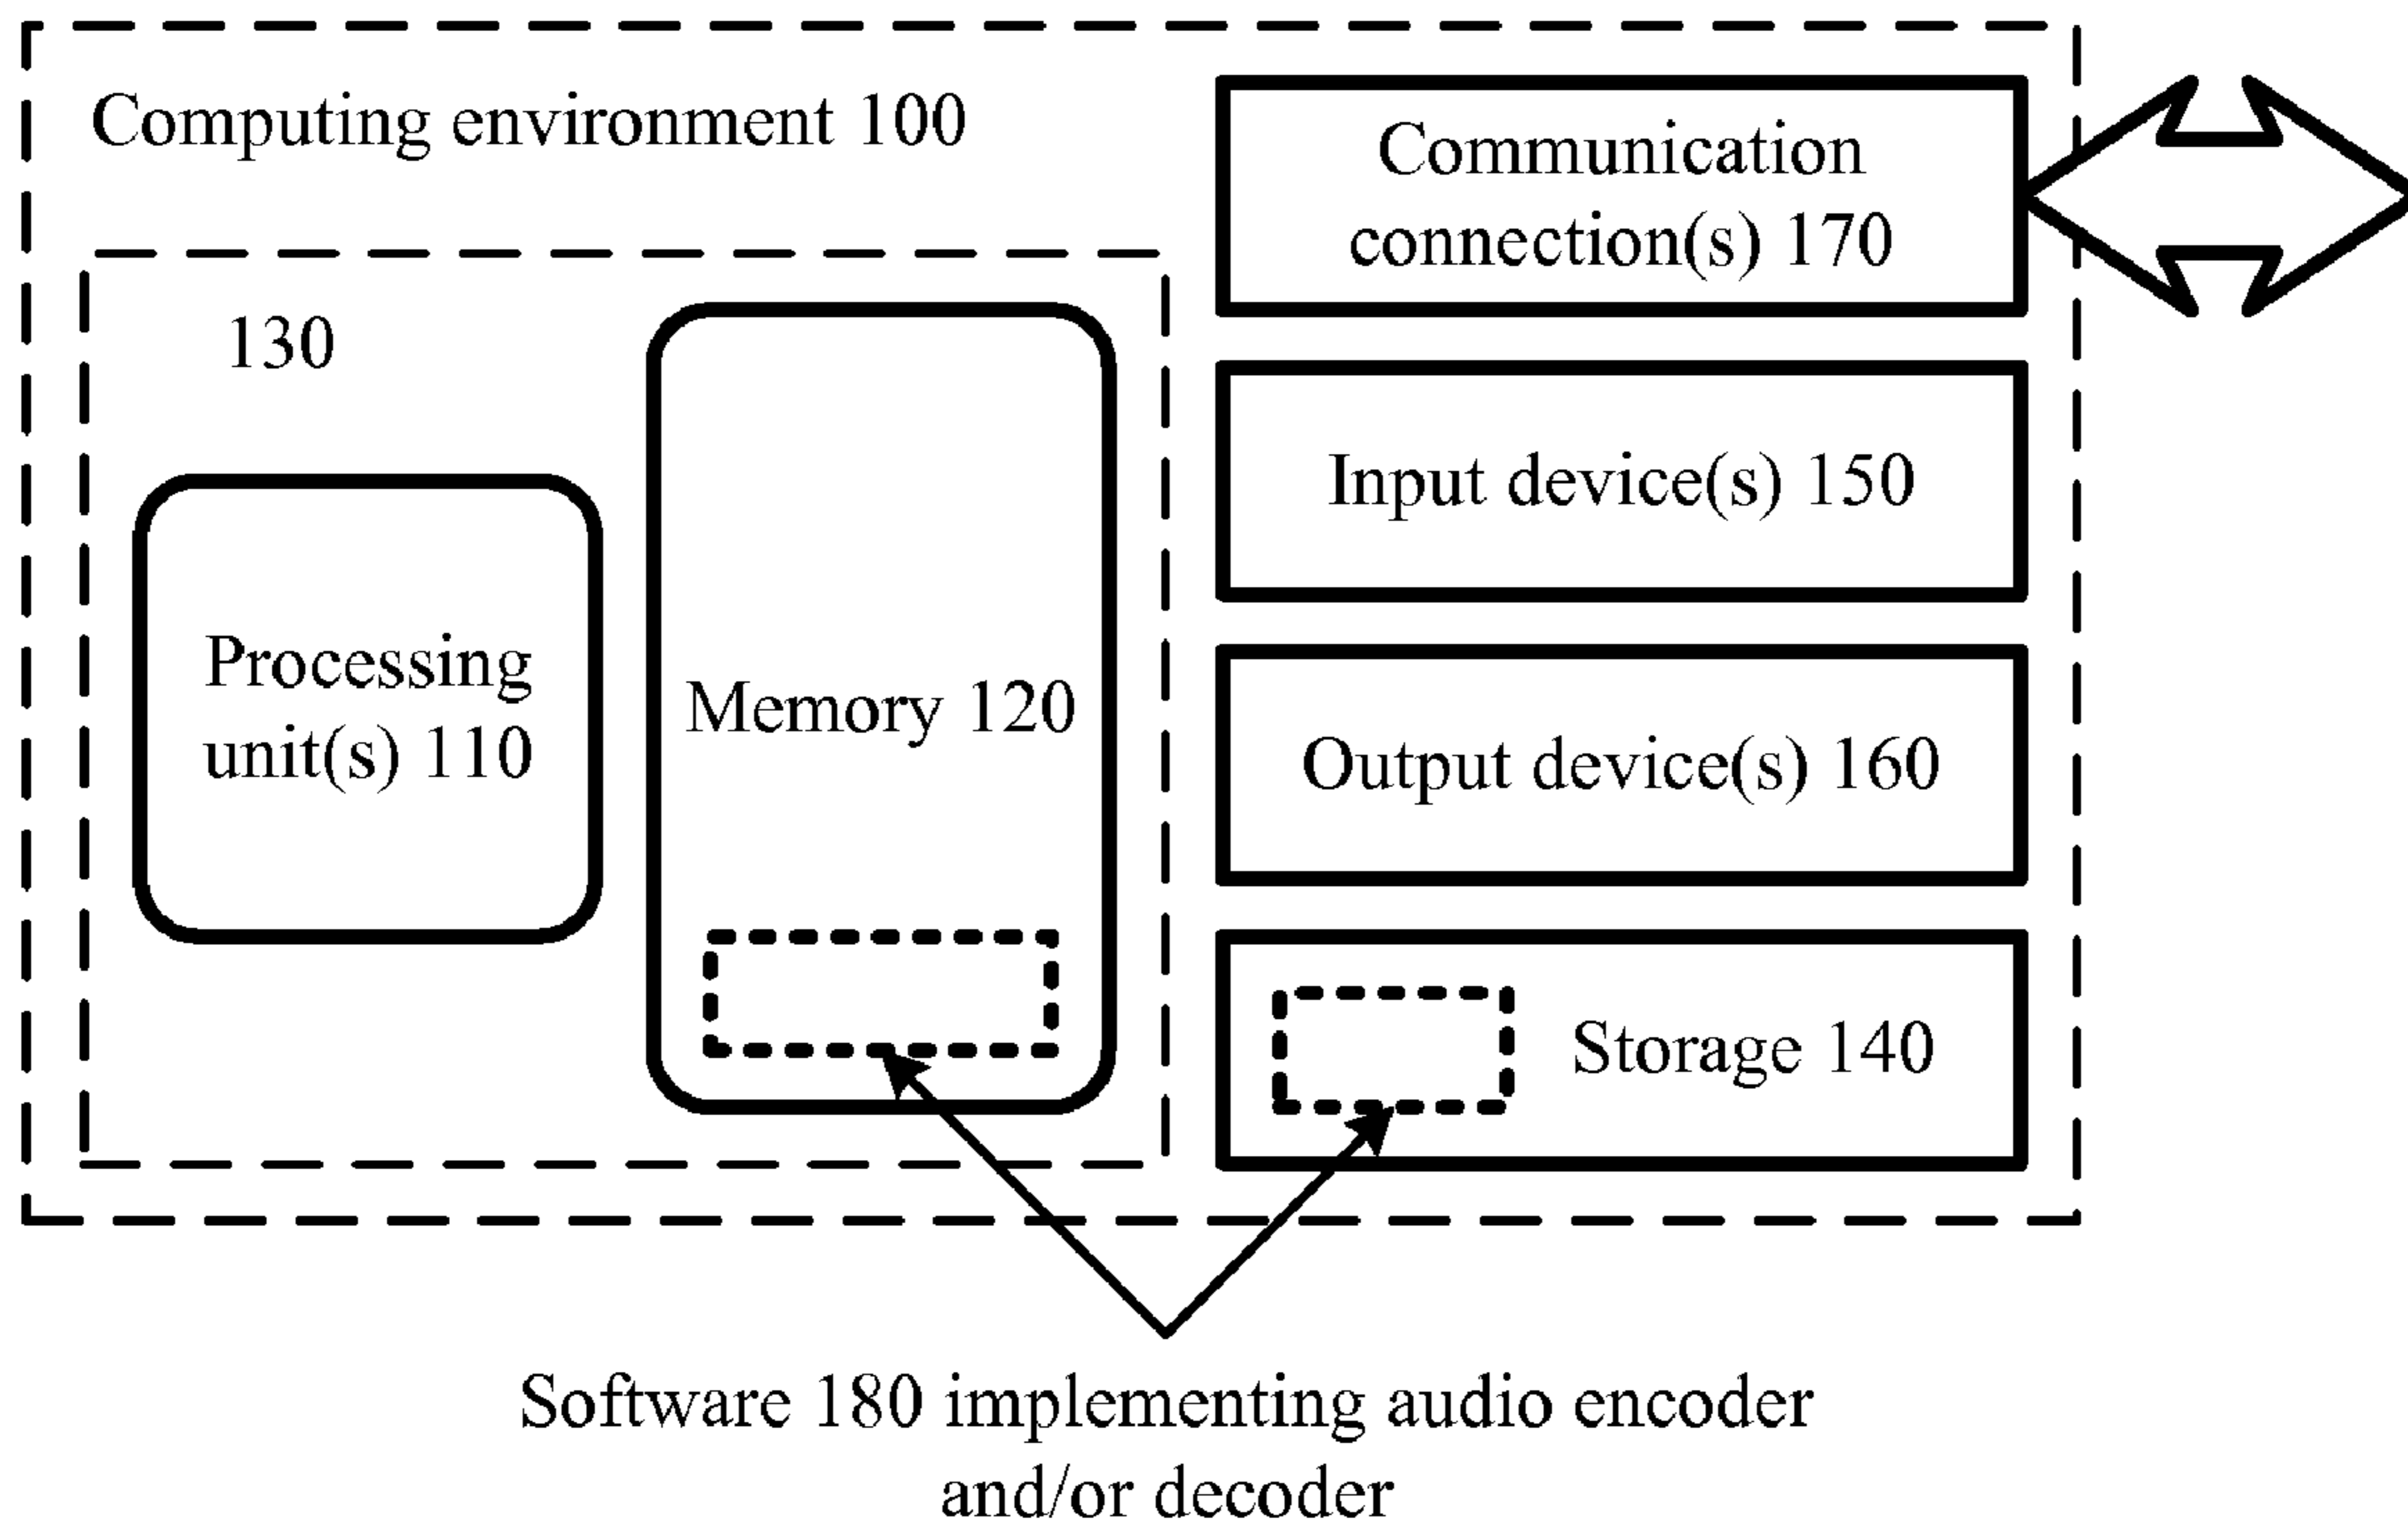 Computing environment 100
130
Processing
unit(s) 110
Memory 120
Communication
connection(s) 170
Input device(s) 150
Output device(s) 160
Storage 140
Software 180 implementing audio encoder
and/or decoder